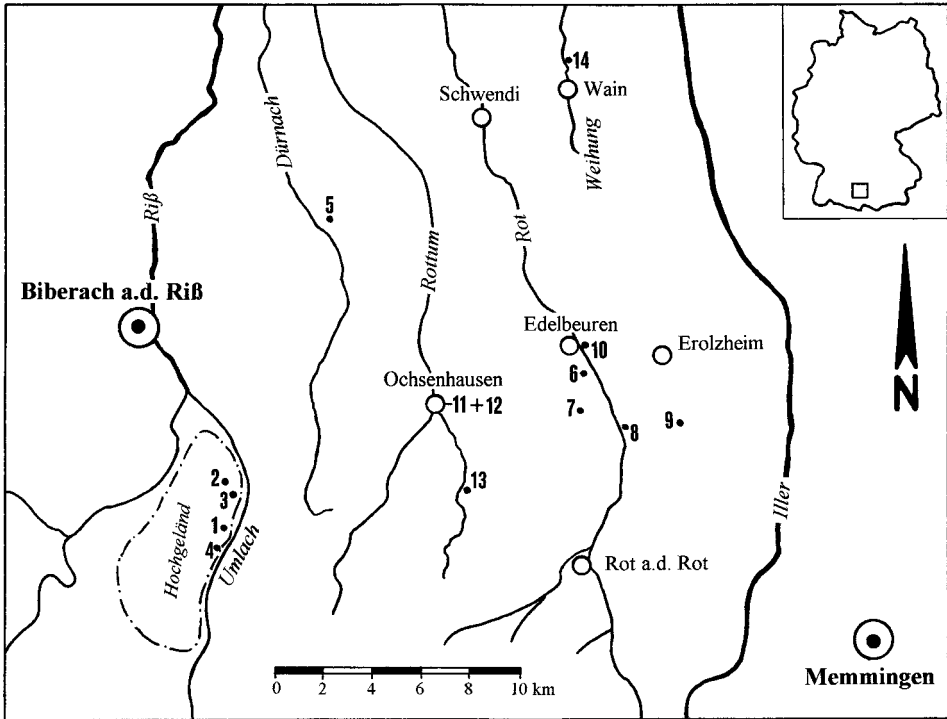 14
Schwendi
Wain
Weihung
Dürnach
5
Riß
Rottum
Rot
Biberach a.d. Riß
Edelbeuren
10
Erolzheim
6
Ochsenhausen
11 + 12
7
8
9
N
2
3
13
Iller
1
4
Hochgeländ
Umlach
Rot a.d. Rot
0 2 4 6 8 10 km
Memmingen